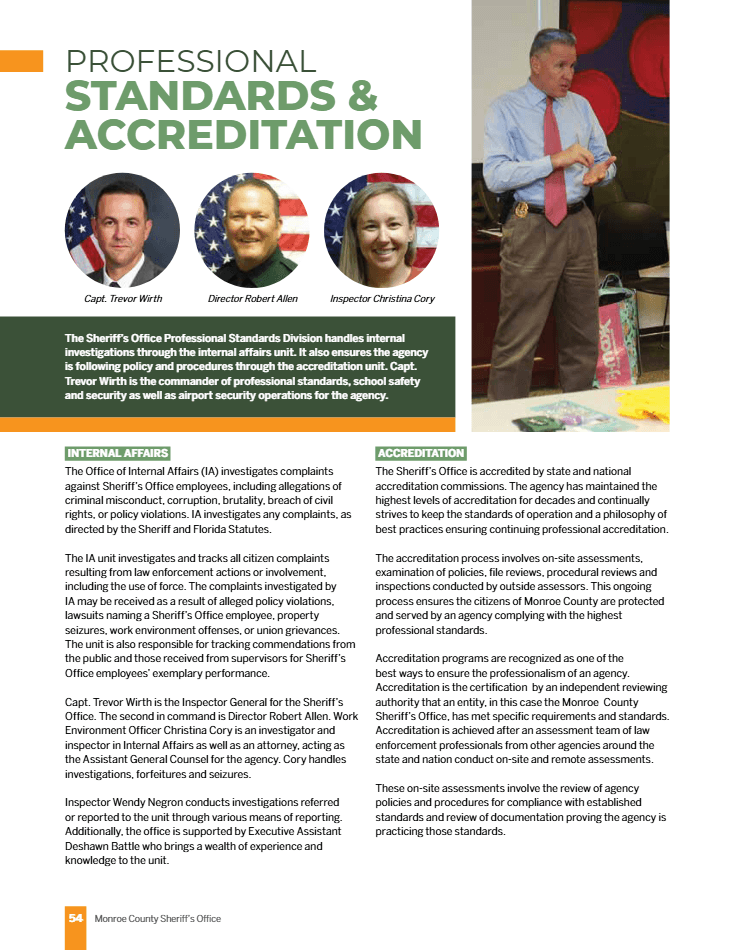 PROFESSIONAL
STANDARDS &
ACCREDITATION
Capt. Trevor Wirth
Director Robert Allen
Inspector Christina Cory
The Sheriff's Office Professional Standards Division handles internal
investigations through the internal affairs unit. It also ensures the agency
is following policy and procedures through the accreditation unit. Capt.
Trevor Wirth is the commander of professional standards, school safety
and security as well as airport security operations for the agency.
INTERNAL AFFAIRS
The Office of Internal Affairs (IA) investigates complaints
against Sheriff's Office employees, including allegations of
criminal misconduct, corruption, brutality, breach of civil
rights, or policy violations. IA investigates any complaints, as
directed by the Sheriff and Florida Statutes.
The IA unit investigates and tracks all citizen complaints
resulting from law enforcement actions or involvement,
including the use of force. The complaints investigated by
IA may be received as a result of alleged policy violations,
lawsuits naming a Sheriff's Office employee, property
seizures, work environment offenses, or union grievances.
The unit is also responsible for tracking commendations from
the public and those received from supervisors for Sheriff's
Office employees' exemplary performance.
Capt. Trevor Wirth is the Inspector General for the Sheriff's
Office. The second in command is Director Robert Allen. Work
Environment Officer Christina Cory is an investigator and
inspector in Internal Affairs as well as an attorney, acting as
the Assistant General Counsel for the agency. Cory handles
investigations, forfeitures and seizures.
Inspector Wendy Negron conducts investigations referred
or reported to the unit through various means of reporting.
Additionally, the office is supported by Executive Assistant
Deshawn Battle who brings a wealth of experience and
knowledge to the unit.
ACCREDITATION
The Sheriff's Office is accredited by state and national
accreditation commissions. The agency has maintained the
highest levels of accreditation for decades and continually
strives to keep the standards of operation and a philosophy of
best practices ensuring continuing professional accreditation.
The accreditation process involves on-site assessments,
examination of policies, file reviews, procedural reviews and
inspections conducted by outside assessors. This ongoing
process ensures the citizens of Monroe County are protected
and served by an agency complying with the highest
professional standards.
Accreditation programs are recognized as one of the
best ways to ensure the professionalism of an agency.
Accreditation is the certification by an independent reviewing
authority that an entity, in this case the Monroe County
Sheriff's Office, has met specific requirements and standards.
Accreditation is achieved after an assessment team of law
enforcement professionals from other agencies around the
state and nation conduct on-site and remote assessments.
These on-site assessments involve the review of agency
policies and procedures for compliance with established
standards and review of documentation proving the agency is
practicing those standards.
54 Monroe County Sheriff's Office